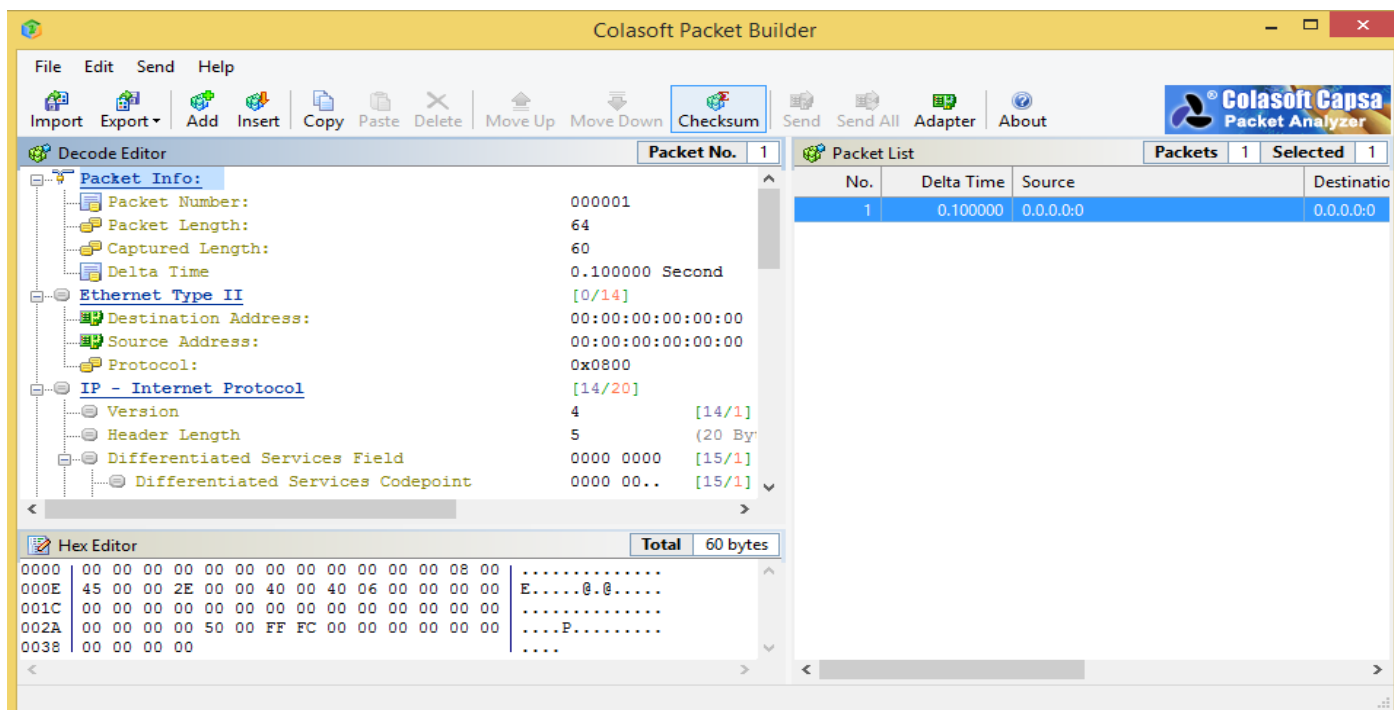 Colasoft Packet Builder
File Edit Send Help
Import Export Add Insert Copy Paste Delete Move Up Move Down Checksum Send Send All Adapter About
® Colasoft Capsa
Packet Analyzer
Decode Editor Packet No. 1
Packet Info:
Packet Number: 000001
Packet Length: 64
Captured Length: 60
Delta Time 0.100000 Second
Ethernet Type II [0/14]
Destination Address: 00:00:00:00:00:00
Source Address: 00:00:00:00:00:00
Protocol: 0x0800
IP - Internet Protocol [14/20]
Version 4 [14/1]
Header Length 5 (20 By
Differentiated Services Field 0000 0000 [15/1]
Differentiated Services Codepoint 0000 00.. [15/1]
Hex Editor Total 60 bytes
0000 00 00 00 00 00 00 00 00 00 00 00 00 08 00 ..............
000E 45 00 00 2E 00 00 40 00 40 06 00 00 00 00 E.....@.@.....
001C 00 00 00 00 00 00 00 00 00 00 00 00 00 00 ..............
002A 00 00 00 00 50 00 FF FC 00 00 00 00 00 00 ....P.........
0038 00 00 00 00 ....
Packet List Packets 1 Selected 1
No. Delta Time Source Destinatio
1 0.100000 0.0.0.0:0 0.0.0.0:0